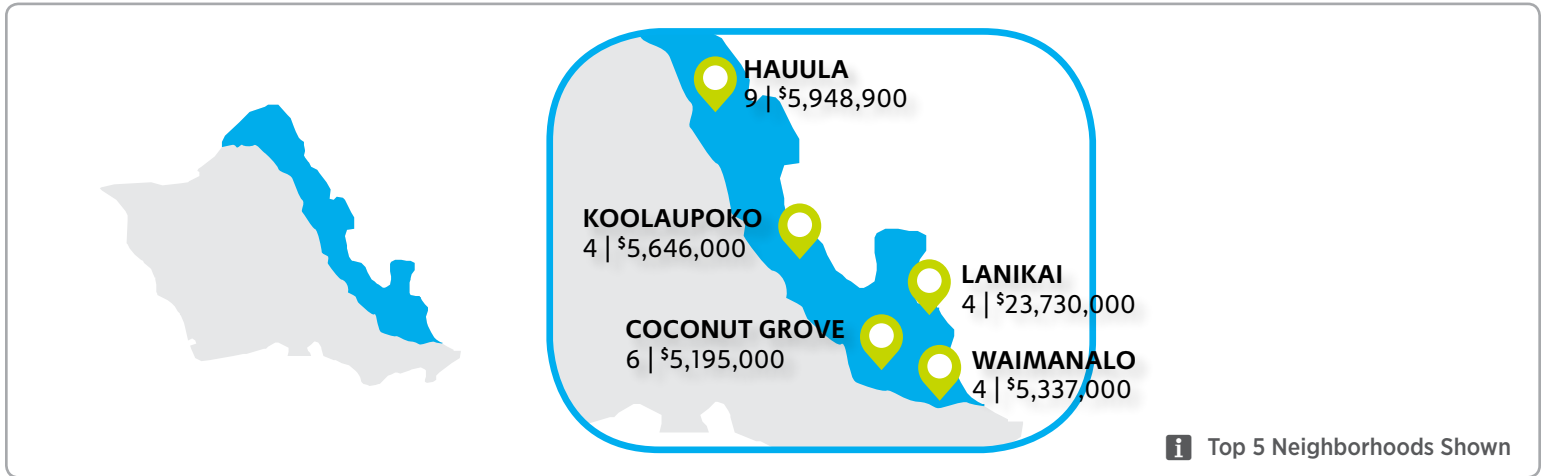 HAUULA
9 | $5,948,900
KOOLAUPOKO
4 | $5,646,000
LANIKAI
4 | $23,730,000
COCONUT GROVE
6 | $5,195,000
WAIMANALO
4 | $5,337,000
i Top 5 Neighborhoods Shown